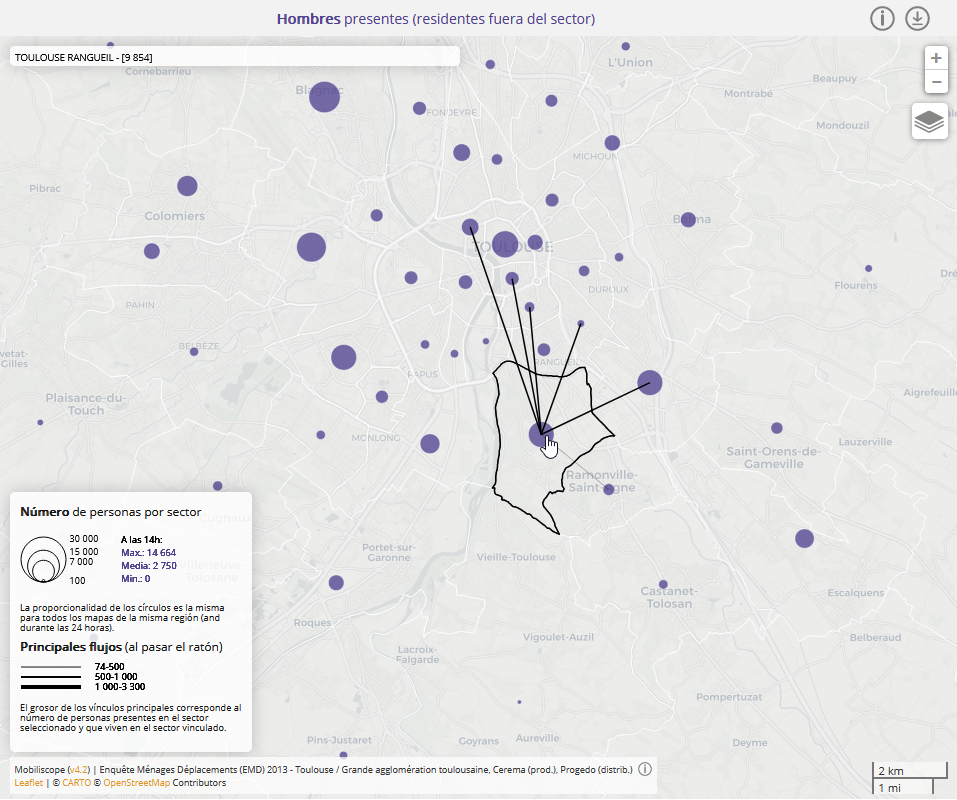 Hombres presentes (residentes fuera del sector)
TOULOUSE RANGUEIL - [9 854]
L'Union
Cornebarrieu
Blagnac
Beaupuy
Montrabé
FONDEYRE
Mondouzil
MICHOUN
Pibrac
Colomiers
Balma
TOULOUSE
Flourens
Dré
DUROUX
PAHIN
BELBÈZE
vetat-
Gilles
RANGUEIL
PAPUS
Plaisance-du-
Touch
Aigrefeuille
MONLONG
Lauzerville
Saint-Orens-de-
Gameville
Ramonville-
Saint-Agne
Portet-sur-
Garonne
Vieille-Toulouse
Villeneuve-
Tolosane
Castanet-
Tolosan
Escalquens
Roques
Vigoulet-Auzil
Belberaud
Lacroix-
Falgarde
Pompertuzat
Pins-Justaret
Goyrans
Aureville
Deyme
Número de personas por sector
30 000
15 000
7 000
100
A las 14h:
Max.: 14 664
Media: 2 750
Min.: 0
La proporcionalidad de los círculos es la misma
para todos los mapas de la misma región (and
durante las 24 horas).
Principales flujos (al pasar el ratón)
74-500
500-1 000
1 000-3 300
El grosor de los vínculos principales corresponde al
número de personas presentes en el sector
seleccionado y que viven en el sector vinculado.
Mobiliscope (v4.2) | Enquête Ménages Déplacements (EMD) 2013 - Toulouse / Grande agglomération toulousaine, Cerema (prod.), Progedo (distrib.)
Leaflet | © CARTO © OpenStreetMap Contributors
2 km
1 mi